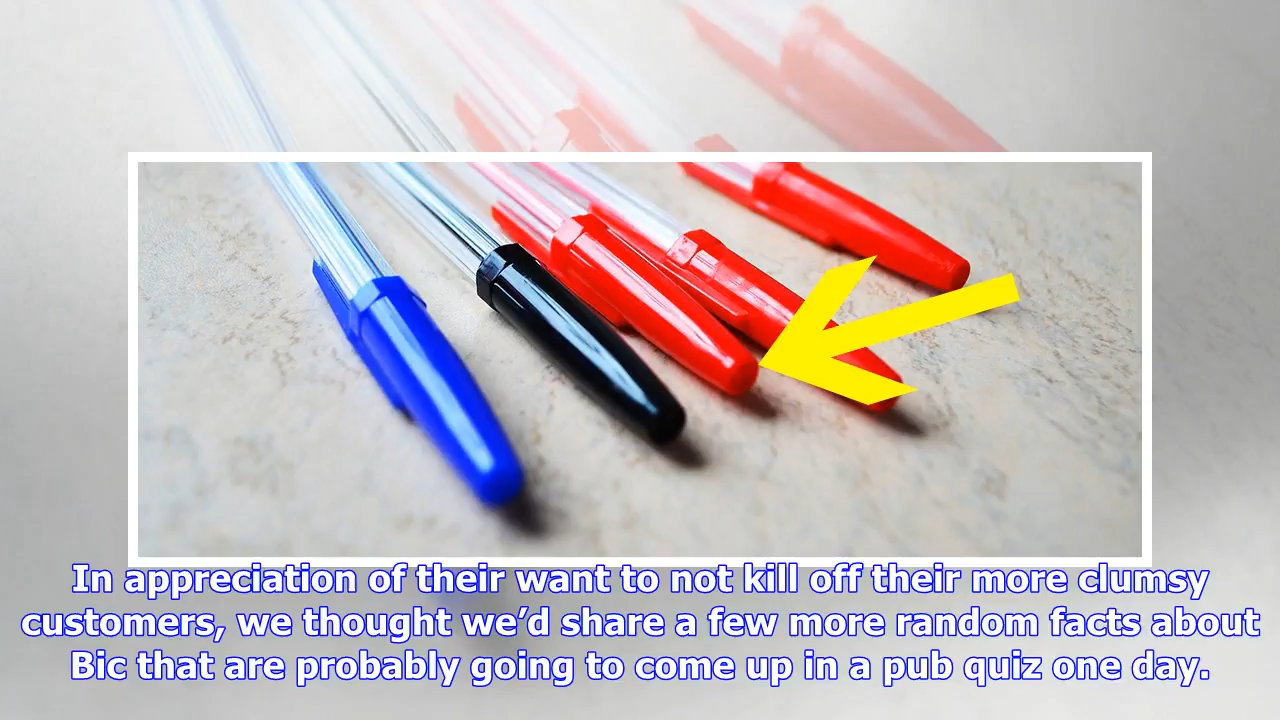 In appreciation of their want to not kill off their more clumsy
customers, we thought we’d share a few more random facts about
Bic that are probably going to come up in a pub quiz one day.